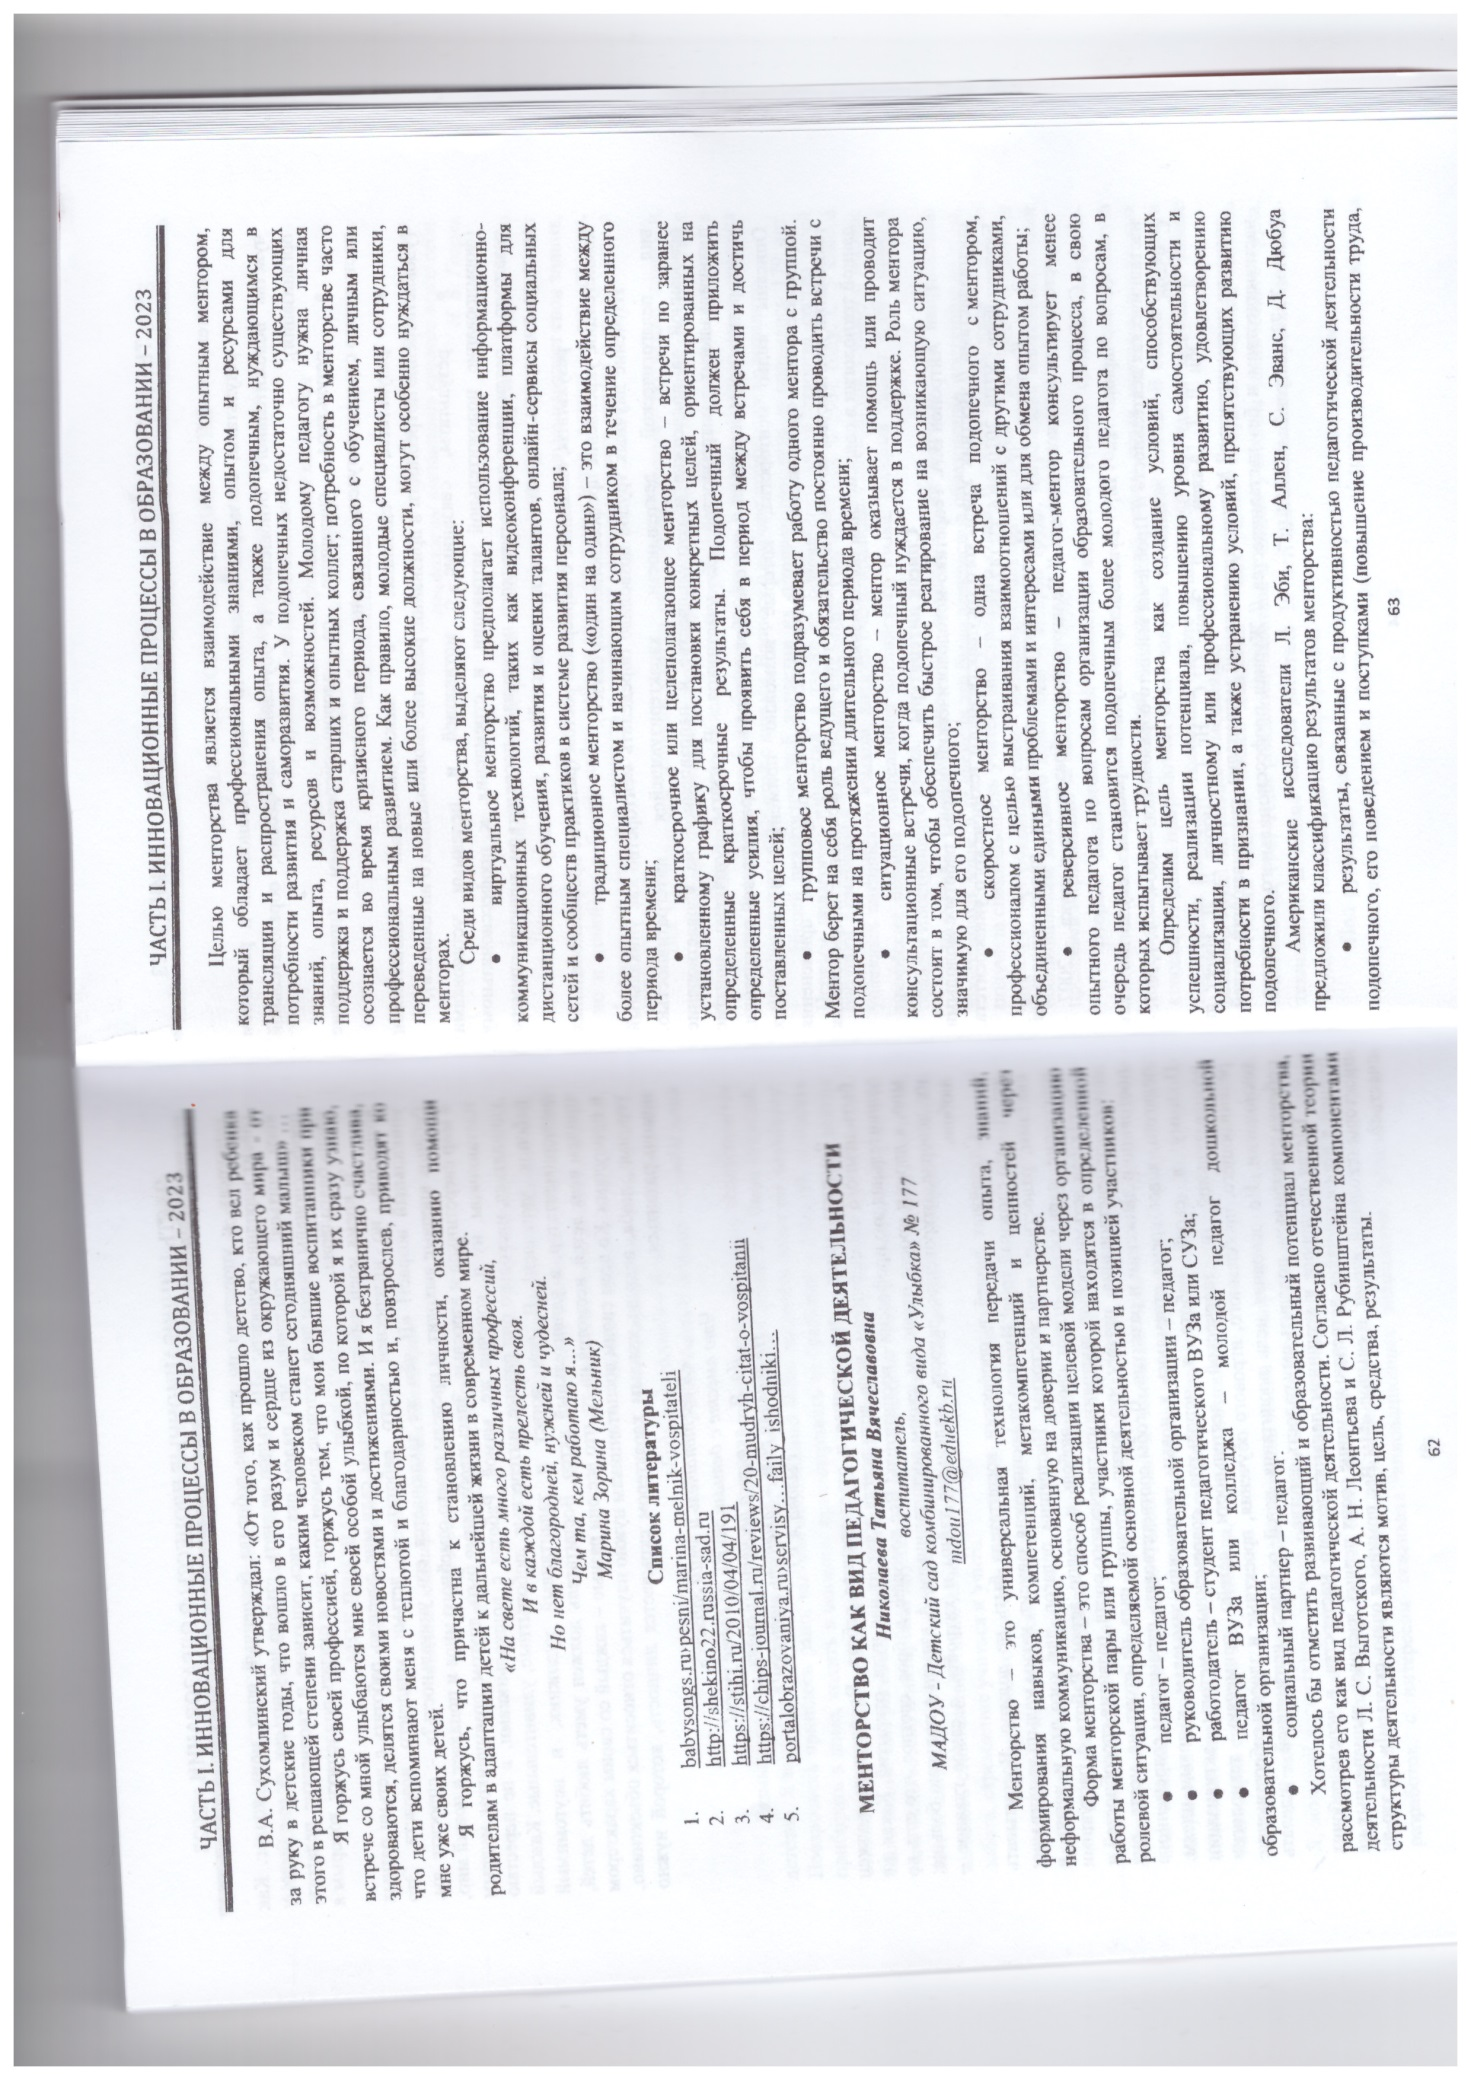 ЧАСТЬ I. ИННОВАЦИОННЫЕ ПРОЦЕССЫ В ОБРАЗОВАНИИ – 2023
В.А. Сухомлинский утверждал: «От того, как прошло детство, кто вел ребенка
за руку в детские годы, что вошло в его разум и сердце из окружающего мира - от
этого в решающей степени зависит, каким человеком станет сегодняшний малыш» ...
Я горжусь своей профессией, горжусь тем, что мои бывшие воспитанники при
встрече со мной улыбаются мне своей особой улыбкой, по которой я их сразу узнаю,
здороваются, делятся своими новостями и достижениями. И я безгранично счастлива,
что дети вспоминают меня с теплотой и благодарностью и, повзрослев, приводят ко
мне уже своих детей.
Я горжусь, что причастна к становлению личности, оказанию помощи
родителям в адаптации детей к дальнейшей жизни в современном мире.
«На свете есть много различных профессий,
И в каждой есть прелесть своя.
Но нет благородней, нужней и чудесней.
Чем та, кем работаю я...»
Марина Зорина (Мельник)
Список литературы
1. babysongs.ru›pesni/marina-melnik-vospitateli
2. http://shekino22.russia-sad.ru
3. https://stihi.ru/2010/04/04/191
4. https://chips-journal.ru/reviews/20-mudryh-citat-o-vospitanii
5. portalobrazovaniya.ru›servisy…faily_ishodniki…
МЕНТОРСТВО КАК ВИД ПЕДАГОГИЧЕСКОЙ ДЕЯТЕЛЬНОСТИ
Николаева Татьяна Вячеславовна
воспитатель,
МАДОУ - Детский сад комбинированного вида «Улыбка» № 177
mdou177@eduekb.ru
Менторство – это универсальная технология передачи опыта, знаний,
формирования навыков, компетенций, метакомпетенций и ценностей через
неформальную коммуникацию, основанную на доверии и партнерстве.
Форма менторства – это способ реализации целевой модели через организацию
работы менторской пары или группы, участники которой находятся в определенной
ролевой ситуации, определяемой основной деятельностью и позицией участников:
● педагог – педагог;
● руководитель образовательной организации – педагог;
● работодатель – студент педагогического ВУЗа или СУЗа;
● педагог ВУЗа или колледжа – молодой педагог дошкольной
образовательной организации;
● социальный партнер – педагог.
Хотелось бы отметить развивающий и образовательный потенциал менторства,
рассмотрев его как вид педагогической деятельности. Согласно отечественной теории
деятельности Л. С. Выготского, А. Н. Леонтьева и С. Л. Рубинштейна компонентами
структуры деятельности являются мотив, цель, средства, результаты.
62
ЧАСТЬ I. ИННОВАЦИОННЫЕ ПРОЦЕССЫ В ОБРАЗОВАНИИ – 2023
Целью менторства является взаимодействие между опытным ментором,
который обладает профессиональными знаниями, опытом и ресурсами для
трансляции и распространения опыта, а также подопечным, нуждающимся в
потребности развития и саморазвития. У подопечных недостаточно существующих
знаний, опыта, ресурсов и возможностей. Молодому педагогу нужна личная
поддержка и поддержка старших и опытных коллег; потребность в менторстве часто
осознается во время кризисного периода, связанного с обучением, личным или
профессиональным развитием. Как правило, молодые специалисты или сотрудники,
переведенные на новые или более высокие должности, могут особенно нуждаться в
менторах.
Среди видов менторства, выделяют следующие:
● виртуальное менторство предполагает использование информационно-
коммуникационных технологий, таких как видеоконференции, платформы для
дистанционного обучения, развития и оценки талантов, онлайн-сервисы социальных
сетей и сообществ практиков в системе развития персонала;
● традиционное менторство («один на один») – это взаимодействие между
более опытным специалистом и начинающим сотрудником в течение определенного
периода времени;
● краткосрочное или целеполагающее менторство – встречи по заранее
установленному графику для постановки конкретных целей, ориентированных на
определенные краткосрочные результаты. Подопечный должен приложить
определенные усилия, чтобы проявить себя в период между встречами и достичь
поставленных целей;
● групповое менторство подразумевает работу одного ментора с группой.
Ментор берет на себя роль ведущего и обязательство постоянно проводить встречи с
подопечными на протяжении длительного периода времени;
● ситуационное менторство – ментор оказывает помощь или проводит
консультационные встречи, когда подопечный нуждается в поддержке. Роль ментора
состоит в том, чтобы обеспечить быстрое реагирование на возникающую ситуацию,
значимую для его подопечного;
● скоростное менторство – одна встреча подопечного с ментором,
профессионалом с целью выстраивания взаимоотношений с другими сотрудниками,
объединенными едиными проблемами и интересами или для обмена опытом работы;
● реверсивное менторство – педагог-ментор консультирует менее
опытного педагога по вопросам организации образовательного процесса, в свою
очередь педагог становится подопечным более молодого педагога по вопросам, в
которых испытывает трудности.
Определим цель менторства как создание условий, способствующих
успешности, реализации потенциала, повышению уровня самостоятельности и
социализации, личностному или профессиональному развитию, удовлетворению
потребности в признании, а также устранению условий, препятствующих развитию
подопечного.
Американские исследователи Л. Эби, Т. Аллен, С. Эванс, Д. Дюбуа
предложили классификацию результатов менторства:
● результаты, связанные с продуктивностью педагогической деятельности
подопечного, его поведением и поступками (повышение производительности труда,
63